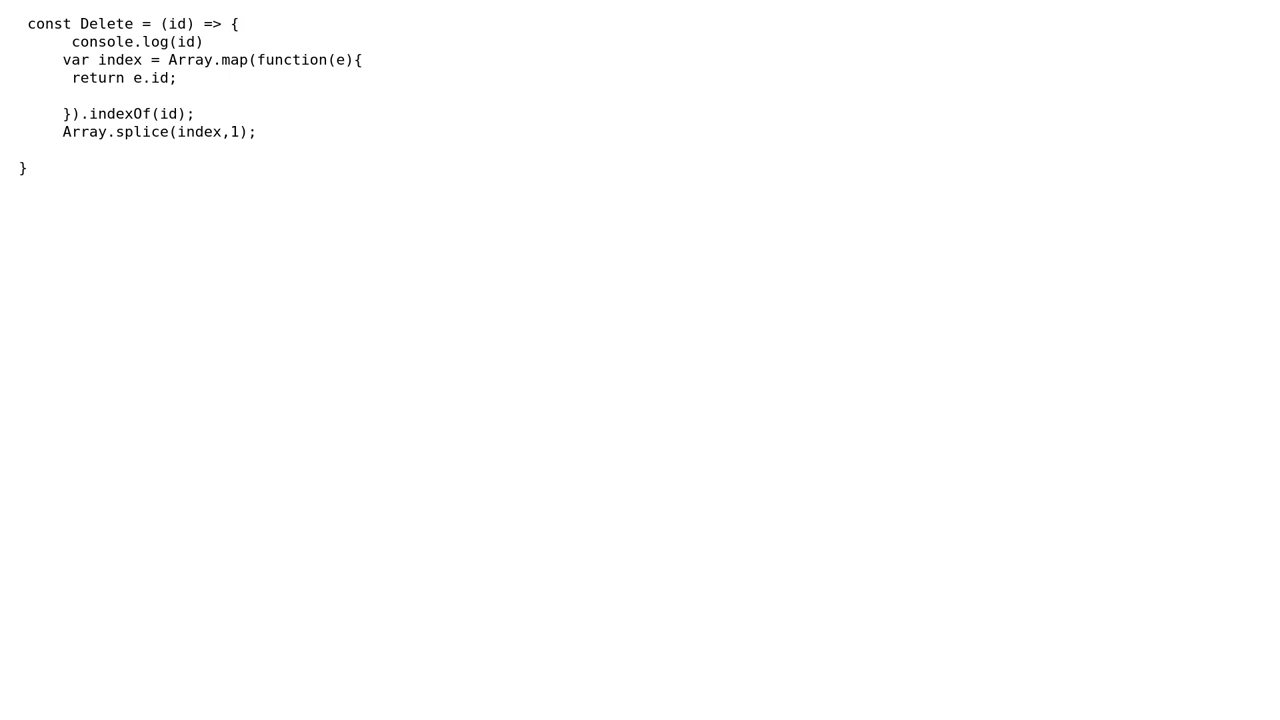 const Delete = (id) => {
console.log(id)
var index = Array.map(function(e){
return e.id;
}).indexOf(id);
Array.splice(index,1);
}